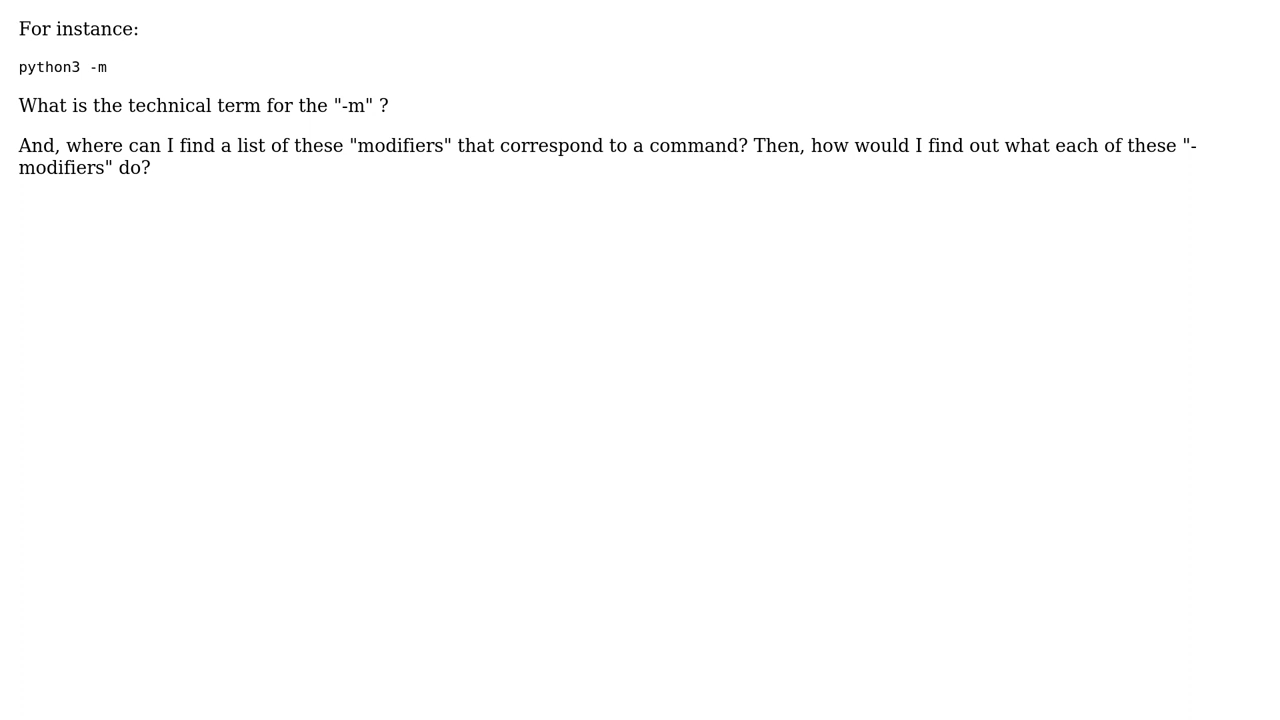 For instance:
python3 -m
What is the technical term for the "-m" ?
And, where can I find a list of these "modifiers" that correspond to a command? Then, how would I find out what each of these "-
modifiers" do?